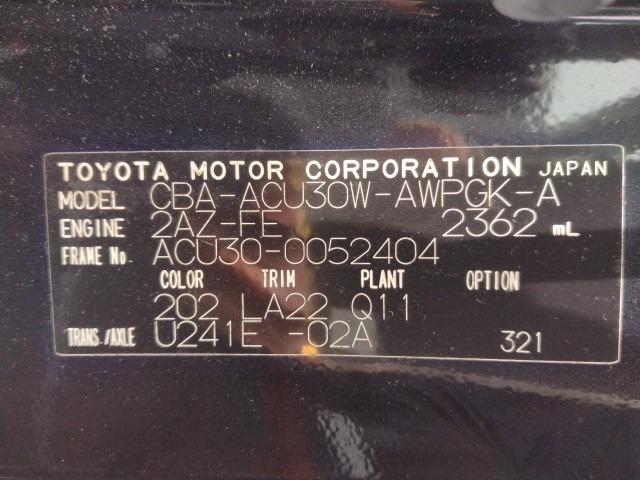 TOYOTA MOTOR CORPORATION JAPAN
MODEL CBA-ACU30W-AWPGK-A
ENGINE 2AZ-FE 2362 mL
FRAME No. ACU30-0052404
COLOR TRIM PLANT OPTION
202 LA22 Q11
TRANS./AXLE U241E -02A 321